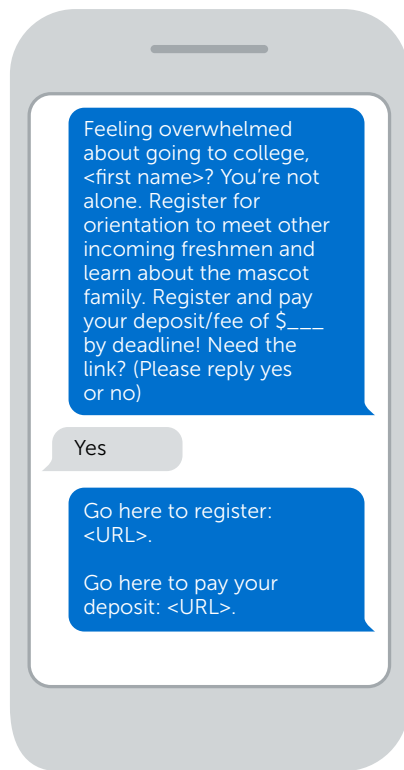 Feeling overwhelmed
about going to college,
<first name>? You’re not
alone. Register for
orientation to meet other
incoming freshmen and
learn about the mascot
family. Register and pay
your deposit/fee of $___
by deadline! Need the
link? (Please reply yes
or no)
Yes
Go here to register:
<URL>.
Go here to pay your
deposit: <URL>.